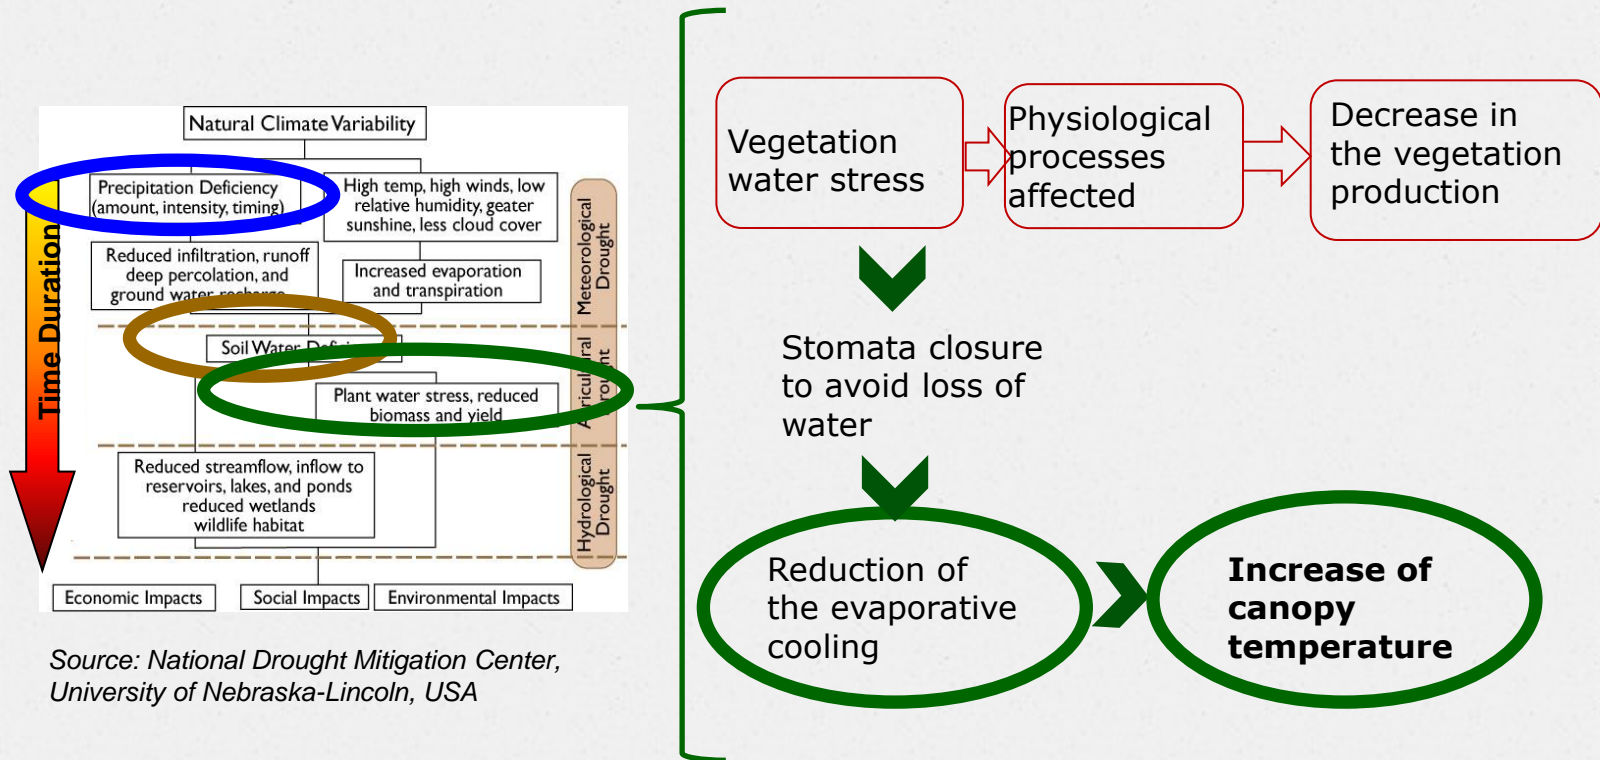 Natural Climate Variability
Precipitation Deficiency
(amount, intensity, timing)
High temp, high winds, low
relative humidity, greater
sunshine, less cloud cover
Reduced infiltration, runoff
deep percolation, and
ground water recharge
Increased evaporation
and transpiration
Soil Water
Plant water stress, reduced
biomass and yield
Reduced streamflow, inflow to
reservoirs, lakes, and ponds
reduced wetlands
wildlife habitat
Economic Impacts
Social Impacts
Environmental Impacts
Time Duration
Meteorological
Drought
Agricultural
Drought
Hydrological
Drought
Source: National Drought Mitigation Center,
University of Nebraska-Lincoln, USA
Vegetation
water stress
Physiological
processes
affected
Decrease in
the vegetation
production
Stomata closure
to avoid loss of
water
Reduction of
the evaporative
cooling
Increase of
canopy
temperature